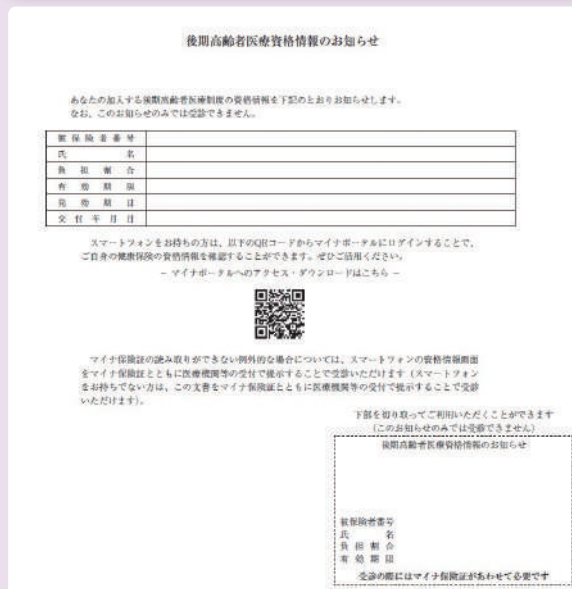 後期高齢者医療資格情報のお知らせ
あなたの加入する後期高齢者医療制度の資格情報を下記のとおりお知らせします。
なお、このお知らせのみでは受診できません。
被保険者番号
氏名
負担割合
有効期限
発効期日
交付年月日
スマートフォンをお持ちの方は、以下のQRコードからマイナポータルにログインすることで、
ご自身の健康保険の資格情報を確認することができます。ぜひご活用ください。
－ マイナポータルへのアクセス・ダウンロードはこちら －
マイナ保険証の読み取りができない例外的な場合については、スマートフォンの資格情報画面
をマイナ保険証とともに医療機関等の受付で提示することで受診いただけます（スマートフォン
をお持ちでない方は、この文書をマイナ保険証とともに医療機関等の受付で提示することで受診
いただけます）。
下部を切り取ってご利用いただくことができます
（このお知らせのみでは受診できません）
後期高齢者医療資格情報のお知らせ
被保険者番号
氏名
負担割合
有効期限
受診の際にはマイナ保険証があわせて必要です